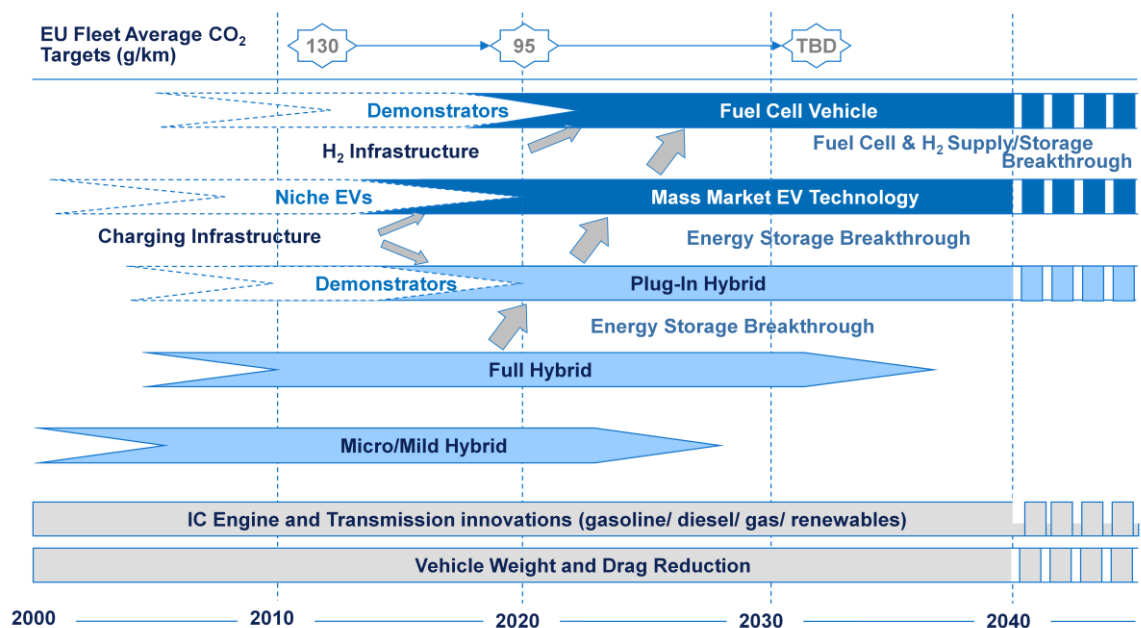 EU Fleet Average CO₂
Targets (g/km)
130
95
TBD
Demonstrators
Fuel Cell Vehicle
H₂ Infrastructure
Fuel Cell & H₂ Supply/Storage
Breakthrough
Niche EVs
Mass Market EV Technology
Charging Infrastructure
Energy Storage Breakthrough
Demonstrators
Plug-In Hybrid
Energy Storage Breakthrough
Full Hybrid
Micro/Mild Hybrid
IC Engine and Transmission innovations (gasoline/ diesel/ gas/ renewables)
Vehicle Weight and Drag Reduction
2000
2010
2020
2030
2040